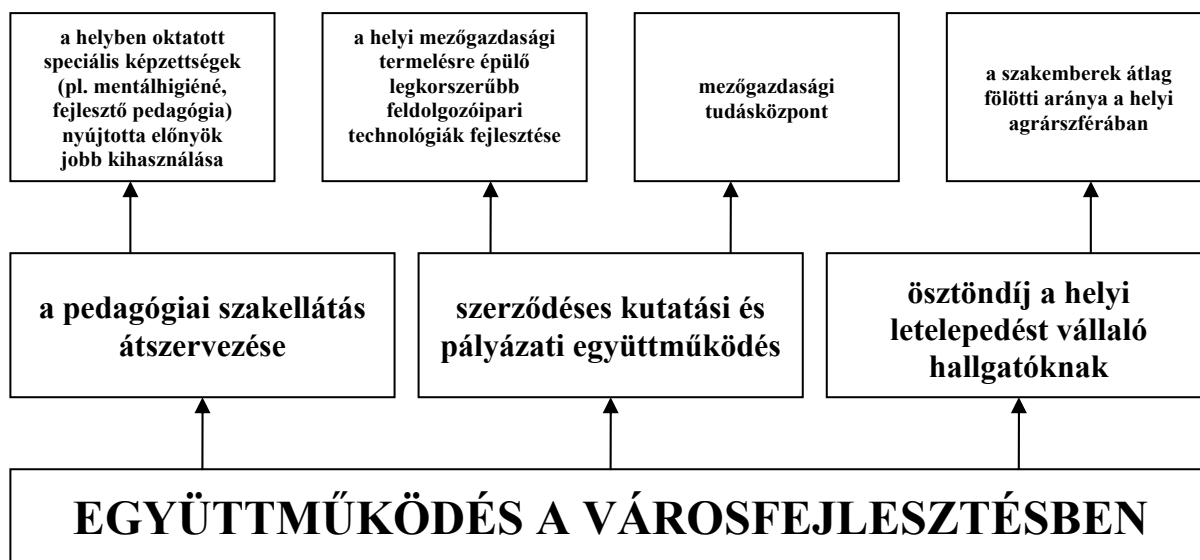 a helyben oktatott
speciális képzettségek
(pl. mentálhigiéné,
fejlesztő pedagógia)
nyújtotta előnyök
jobb kihasználása
a helyi mezőgazdasági
termelésre épülő
legkorszerűbb
feldolgozóipari
technológiák fejlesztése
mezőgazdasági
tudásközpont
a szakemberek átlag
fölötti aránya a helyi
agrárszférában
a pedagógiai szakellátás
átszervezése
szerződéses kutatási és
pályázati együttműködés
ösztöndíj a helyi
letelepedést vállaló
hallgatóknak
EGYÜTTMŰKÖDÉS A VÁROSFEJLESZTÉSBEN